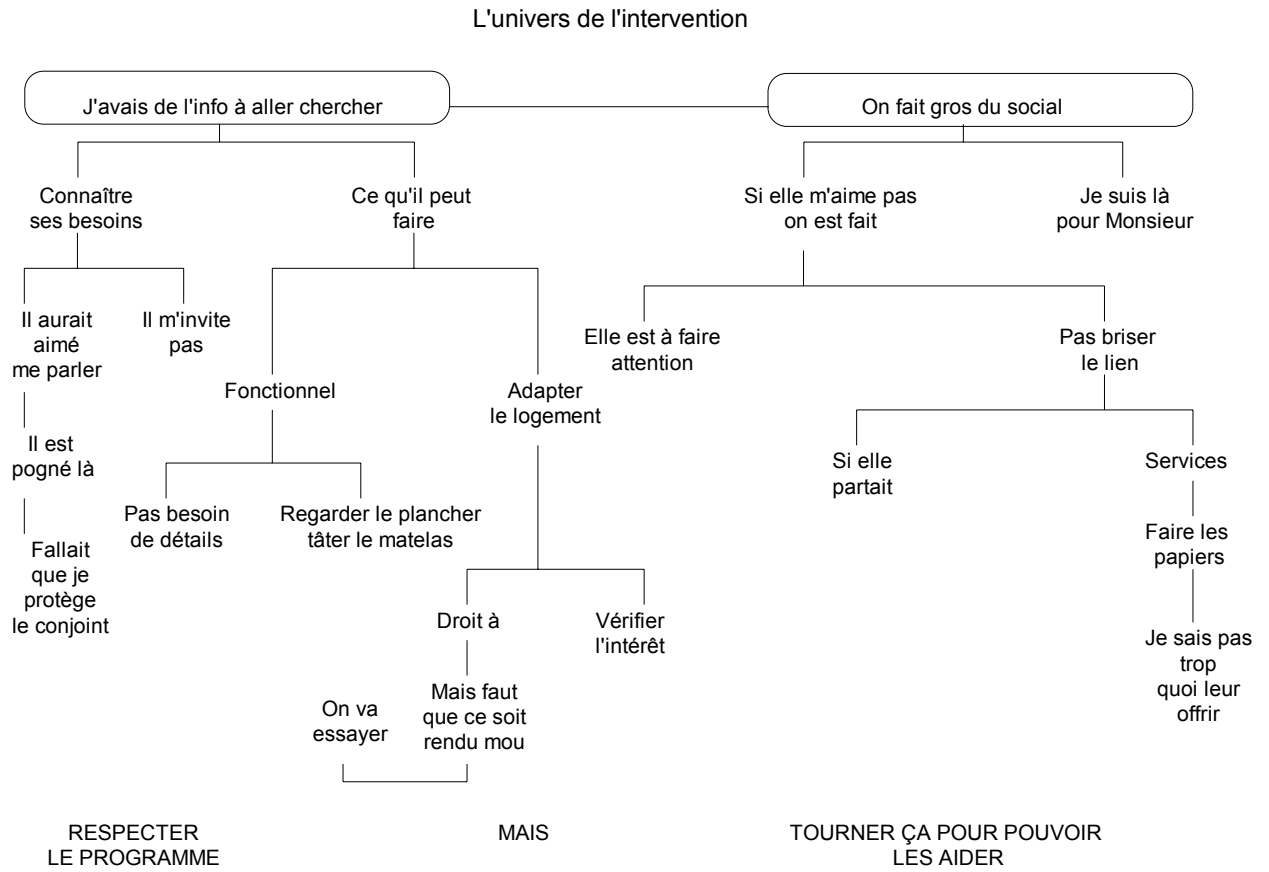 L'univers de l'intervention
J'avais de l'info à aller chercher
On fait gros du social
Connaître
ses besoins
Ce qu'il peut
faire
Si elle m'aime pas
on est fait
Je suis là
pour Monsieur
Il aurait
aimé
me parler
Il m'invite
pas
Elle est à faire
attention
Pas briser
le lien
Fonctionnel
Adapter
le logement
Il est
pogné là
Si elle
partait
Services
Pas besoin
de détails
Regarder le plancher
tâter le matelas
Faire les
papiers
Fallait
que je
protège
le conjoint
Droit à
Vérifier
l'intérêt
Je sais pas
trop
quoi leur
offrir
On va
essayer
Mais faut
que ce soit
rendu mou
RESPECTER
LE PROGRAMME
MAIS
TOURNER ÇA POUR POUVOIR
LES AIDER